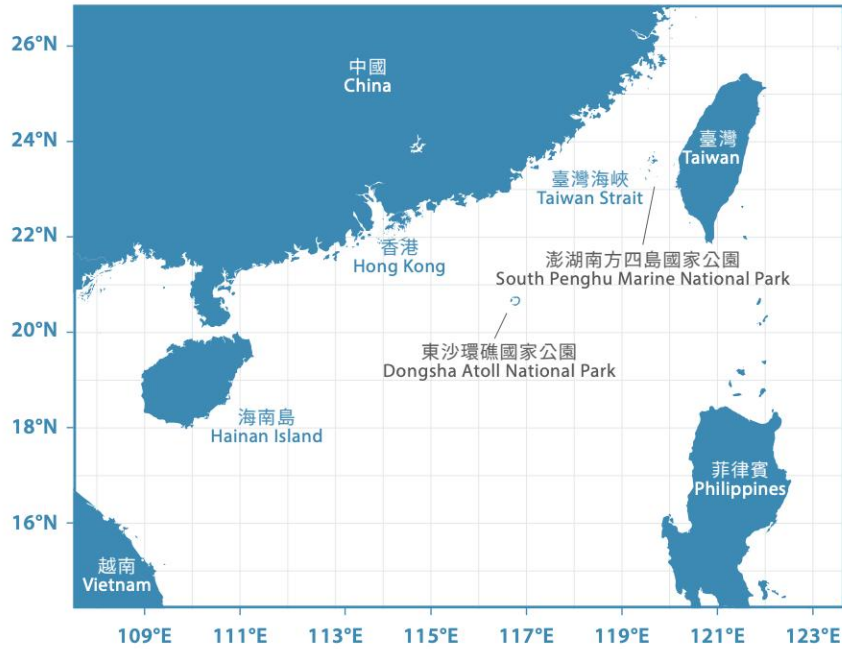 26°N
中國
China
24°N
臺灣
Taiwan
臺灣海峽
Taiwan Strait
22°N
香港
Hong Kong
澎湖南方四島國家公園
South Penghu Marine National Park
20°N
東沙環礁國家公園
Dongsha Atoll National Park
18°N
海南島
Hainan Island
菲律賓
Philippines
16°N
越南
Vietnam
109°E 111°E 113°E 115°E 117°E 119°E 121°E 123°E